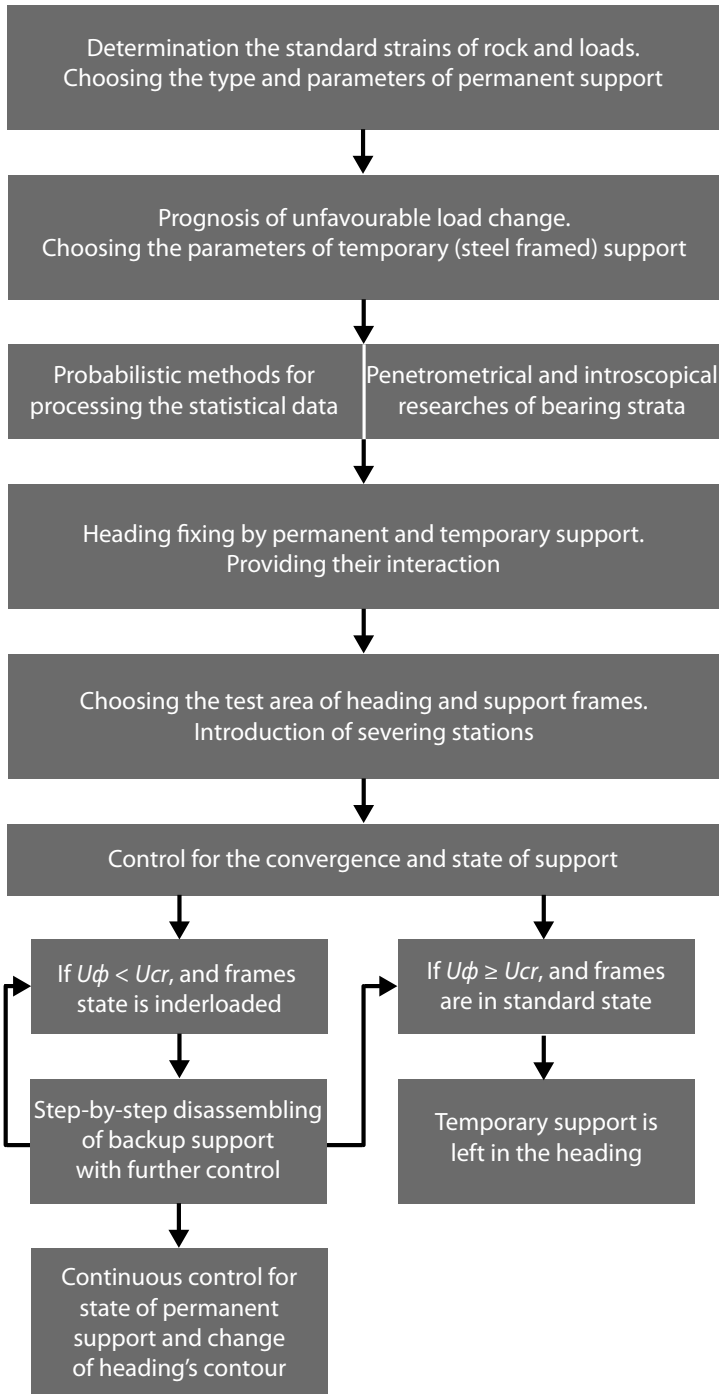 Determination the standard strains of rock and loads.
Choosing the type and parameters of permanent support
Prognosis of unfavourable load change.
Choosing the parameters of temporary (steel framed) support
Probabilistic methods for
processing the statistical data
Penetrometrical and introscopical
researches of bearing strata
Heading fixing by permanent and temporary support.
Providing their interaction
Choosing the test area of heading and support frames.
Introduction of severing stations
Control for the convergence and state of support
If Uф < Ucr, and frames
state is inderloaded
If Uф ≥ Ucr, and frames
are in standard state
Step-by-step disassembling
of backup support
with further control
Temporary support is
left in the heading
Continuous control for
state of permanent
support and change
of heading’s contour